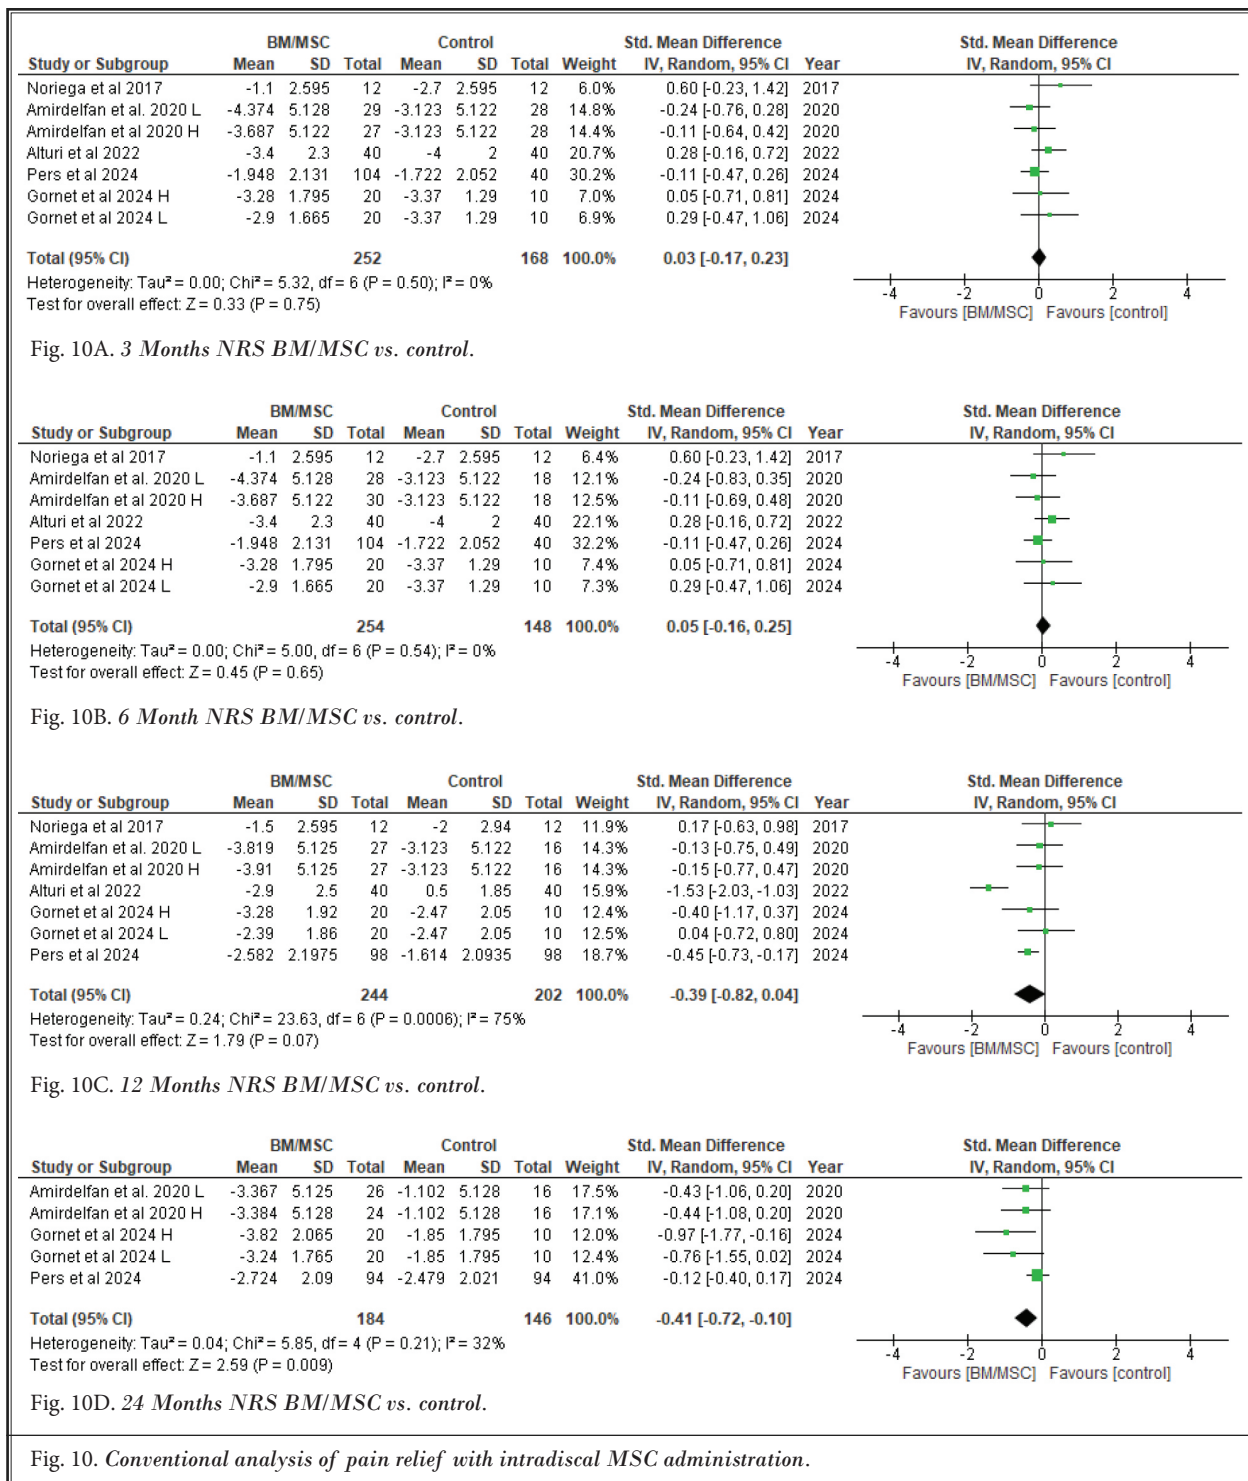 BM/MSC Control Std. Mean Difference Std. Mean Difference
Study or Subgroup Mean SD Total Mean SD Total Weight IV, Random, 95% CI Year IV, Random, 95% CI
Noriega et al 2017 -1.1 2.595 12 -2.7 2.595 12 6.0% 0.60 [-0.23, 1.42] 2017
Amirdelfan et al. 2020 L -4.374 5.128 29 -3.123 5.122 28 14.8% -0.24 [-0.76, 0.28] 2020
Amirdelfan et al 2020 H -3.687 5.122 27 -3.123 5.122 28 14.4% -0.11 [-0.64, 0.42] 2020
Alturi et al 2022 -3.4 2.3 40 -4 2 40 20.7% 0.28 [-0.16, 0.72] 2022
Pers et al 2024 -1.948 2.131 104 -1.722 2.052 40 30.2% -0.11 [-0.47, 0.26] 2024
Gornet et al 2024 H -3.28 1.795 20 -3.37 1.29 10 7.0% 0.05 [-0.71, 0.81] 2024
Gornet et al 2024 L -2.9 1.665 20 -3.37 1.29 10 6.9% 0.29 [-0.47, 1.06] 2024
Total (95% CI) 252 168 100.0% 0.03 [-0.17, 0.23]
Heterogeneity: Tau² = 0.00; Chi² = 5.32, df = 6 (P = 0.50); I² = 0%
Test for overall effect: Z = 0.33 (P = 0.75)
-4 -2 0 2 4
Favours [BM/MSC] Favours [control]
Fig. 10A. 3 Months NRS BM/MSC vs. control.
BM/MSC Control Std. Mean Difference Std. Mean Difference
Study or Subgroup Mean SD Total Mean SD Total Weight IV, Random, 95% CI Year IV, Random, 95% CI
Noriega et al 2017 -1.1 2.595 12 -2.7 2.595 12 6.4% 0.60 [-0.23, 1.42] 2017
Amirdelfan et al. 2020 L -4.374 5.128 28 -3.123 5.122 18 12.1% -0.24 [-0.83, 0.35] 2020
Amirdelfan et al 2020 H -3.687 5.122 30 -3.123 5.122 18 12.5% -0.11 [-0.69, 0.48] 2020
Alturi et al 2022 -3.4 2.3 40 -4 2 40 22.1% 0.28 [-0.16, 0.72] 2022
Pers et al 2024 -1.948 2.131 104 -1.722 2.052 40 32.2% -0.11 [-0.47, 0.26] 2024
Gornet et al 2024 H -3.28 1.795 20 -3.37 1.29 10 7.4% 0.05 [-0.71, 0.81] 2024
Gornet et al 2024 L -2.9 1.665 20 -3.37 1.29 10 7.3% 0.29 [-0.47, 1.06] 2024
Total (95% CI) 254 148 100.0% 0.05 [-0.16, 0.25]
Heterogeneity: Tau² = 0.00; Chi² = 5.00, df = 6 (P = 0.54); I² = 0%
Test for overall effect: Z = 0.45 (P = 0.65)
-4 -2 0 2 4
Favours [BM/MSC] Favours [control]
Fig. 10B. 6 Month NRS BM/MSC vs. control.
BM/MSC Control Std. Mean Difference Std. Mean Difference
Study or Subgroup Mean SD Total Mean SD Total Weight IV, Random, 95% CI Year IV, Random, 95% CI
Noriega et al 2017 -1.5 2.595 12 -2 2.94 12 11.9% 0.17 [-0.63, 0.98] 2017
Amirdelfan et al. 2020 L -3.819 5.125 27 -3.123 5.122 16 14.3% -0.13 [-0.75, 0.49] 2020
Amirdelfan et al 2020 H -3.91 5.125 27 -3.123 5.122 16 14.3% -0.15 [-0.77, 0.47] 2020
Alturi et al 2022 -2.9 2.5 40 0.5 1.85 40 15.9% -1.53 [-2.03, -1.03] 2022
Gornet et al 2024 H -3.28 1.92 20 -2.47 2.05 10 12.4% -0.40 [-1.17, 0.37] 2024
Gornet et al 2024 L -2.39 1.86 20 -2.47 2.05 10 12.5% 0.04 [-0.72, 0.80] 2024
Pers et al 2024 -2.582 2.1975 98 -1.614 2.0935 98 18.7% -0.45 [-0.73, -0.17] 2024
Total (95% CI) 244 202 100.0% -0.39 [-0.82, 0.04]
Heterogeneity: Tau² = 0.24; Chi² = 23.63, df = 6 (P = 0.0006); I² = 75%
Test for overall effect: Z = 1.79 (P = 0.07)
-4 -2 0 2 4
Favours [BM/MSC] Favours [control]
Fig. 10C. 12 Months NRS BM/MSC vs. control.
BM/MSC Control Std. Mean Difference Std. Mean Difference
Study or Subgroup Mean SD Total Mean SD Total Weight IV, Random, 95% CI Year IV, Random, 95% CI
Amirdelfan et al. 2020 L -3.367 5.125 26 -1.102 5.128 16 17.5% -0.43 [-1.06, 0.20] 2020
Amirdelfan et al 2020 H -3.384 5.128 24 -1.102 5.128 16 17.1% -0.44 [-1.08, 0.20] 2020
Gornet et al 2024 H -3.82 2.065 20 -1.85 1.795 10 12.0% -0.97 [-1.77, -0.16] 2024
Gornet et al 2024 L -3.24 1.765 20 -1.85 1.795 10 12.4% -0.76 [-1.55, 0.02] 2024
Pers et al 2024 -2.724 2.09 94 -2.479 2.021 94 41.0% -0.12 [-0.40, 0.17] 2024
Total (95% CI) 184 146 100.0% -0.41 [-0.72, -0.10]
Heterogeneity: Tau² = 0.04; Chi² = 5.85, df = 4 (P = 0.21); I² = 32%
Test for overall effect: Z = 2.59 (P = 0.009)
-4 -2 0 2 4
Favours [BM/MSC] Favours [control]
Fig. 10D. 24 Months NRS BM/MSC vs. control.
Fig. 10. Conventional analysis of pain relief with intradiscal MSC administration.